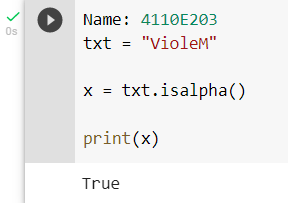 0s
Name: 4110E203
txt = "VioleM"
x = txt.isalpha()
print(x)
True